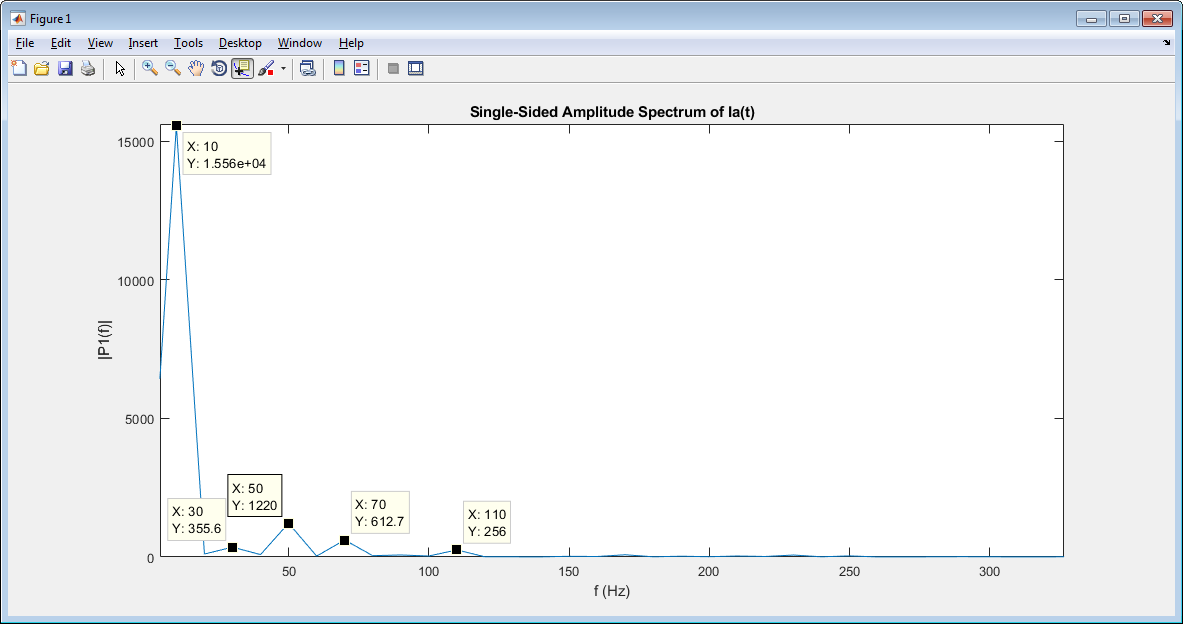 Figure 1
File Edit View Insert Tools Desktop Window Help
Single-Sided Amplitude Spectrum of Ia(t)
15000
10000
5000
0
|P1(f)|
X: 10
Y: 1.556e+04
X: 30
Y: 355.6
X: 50
Y: 1220
X: 70
Y: 612.7
X: 110
Y: 256
50 100 150 200 250 300
f (Hz)